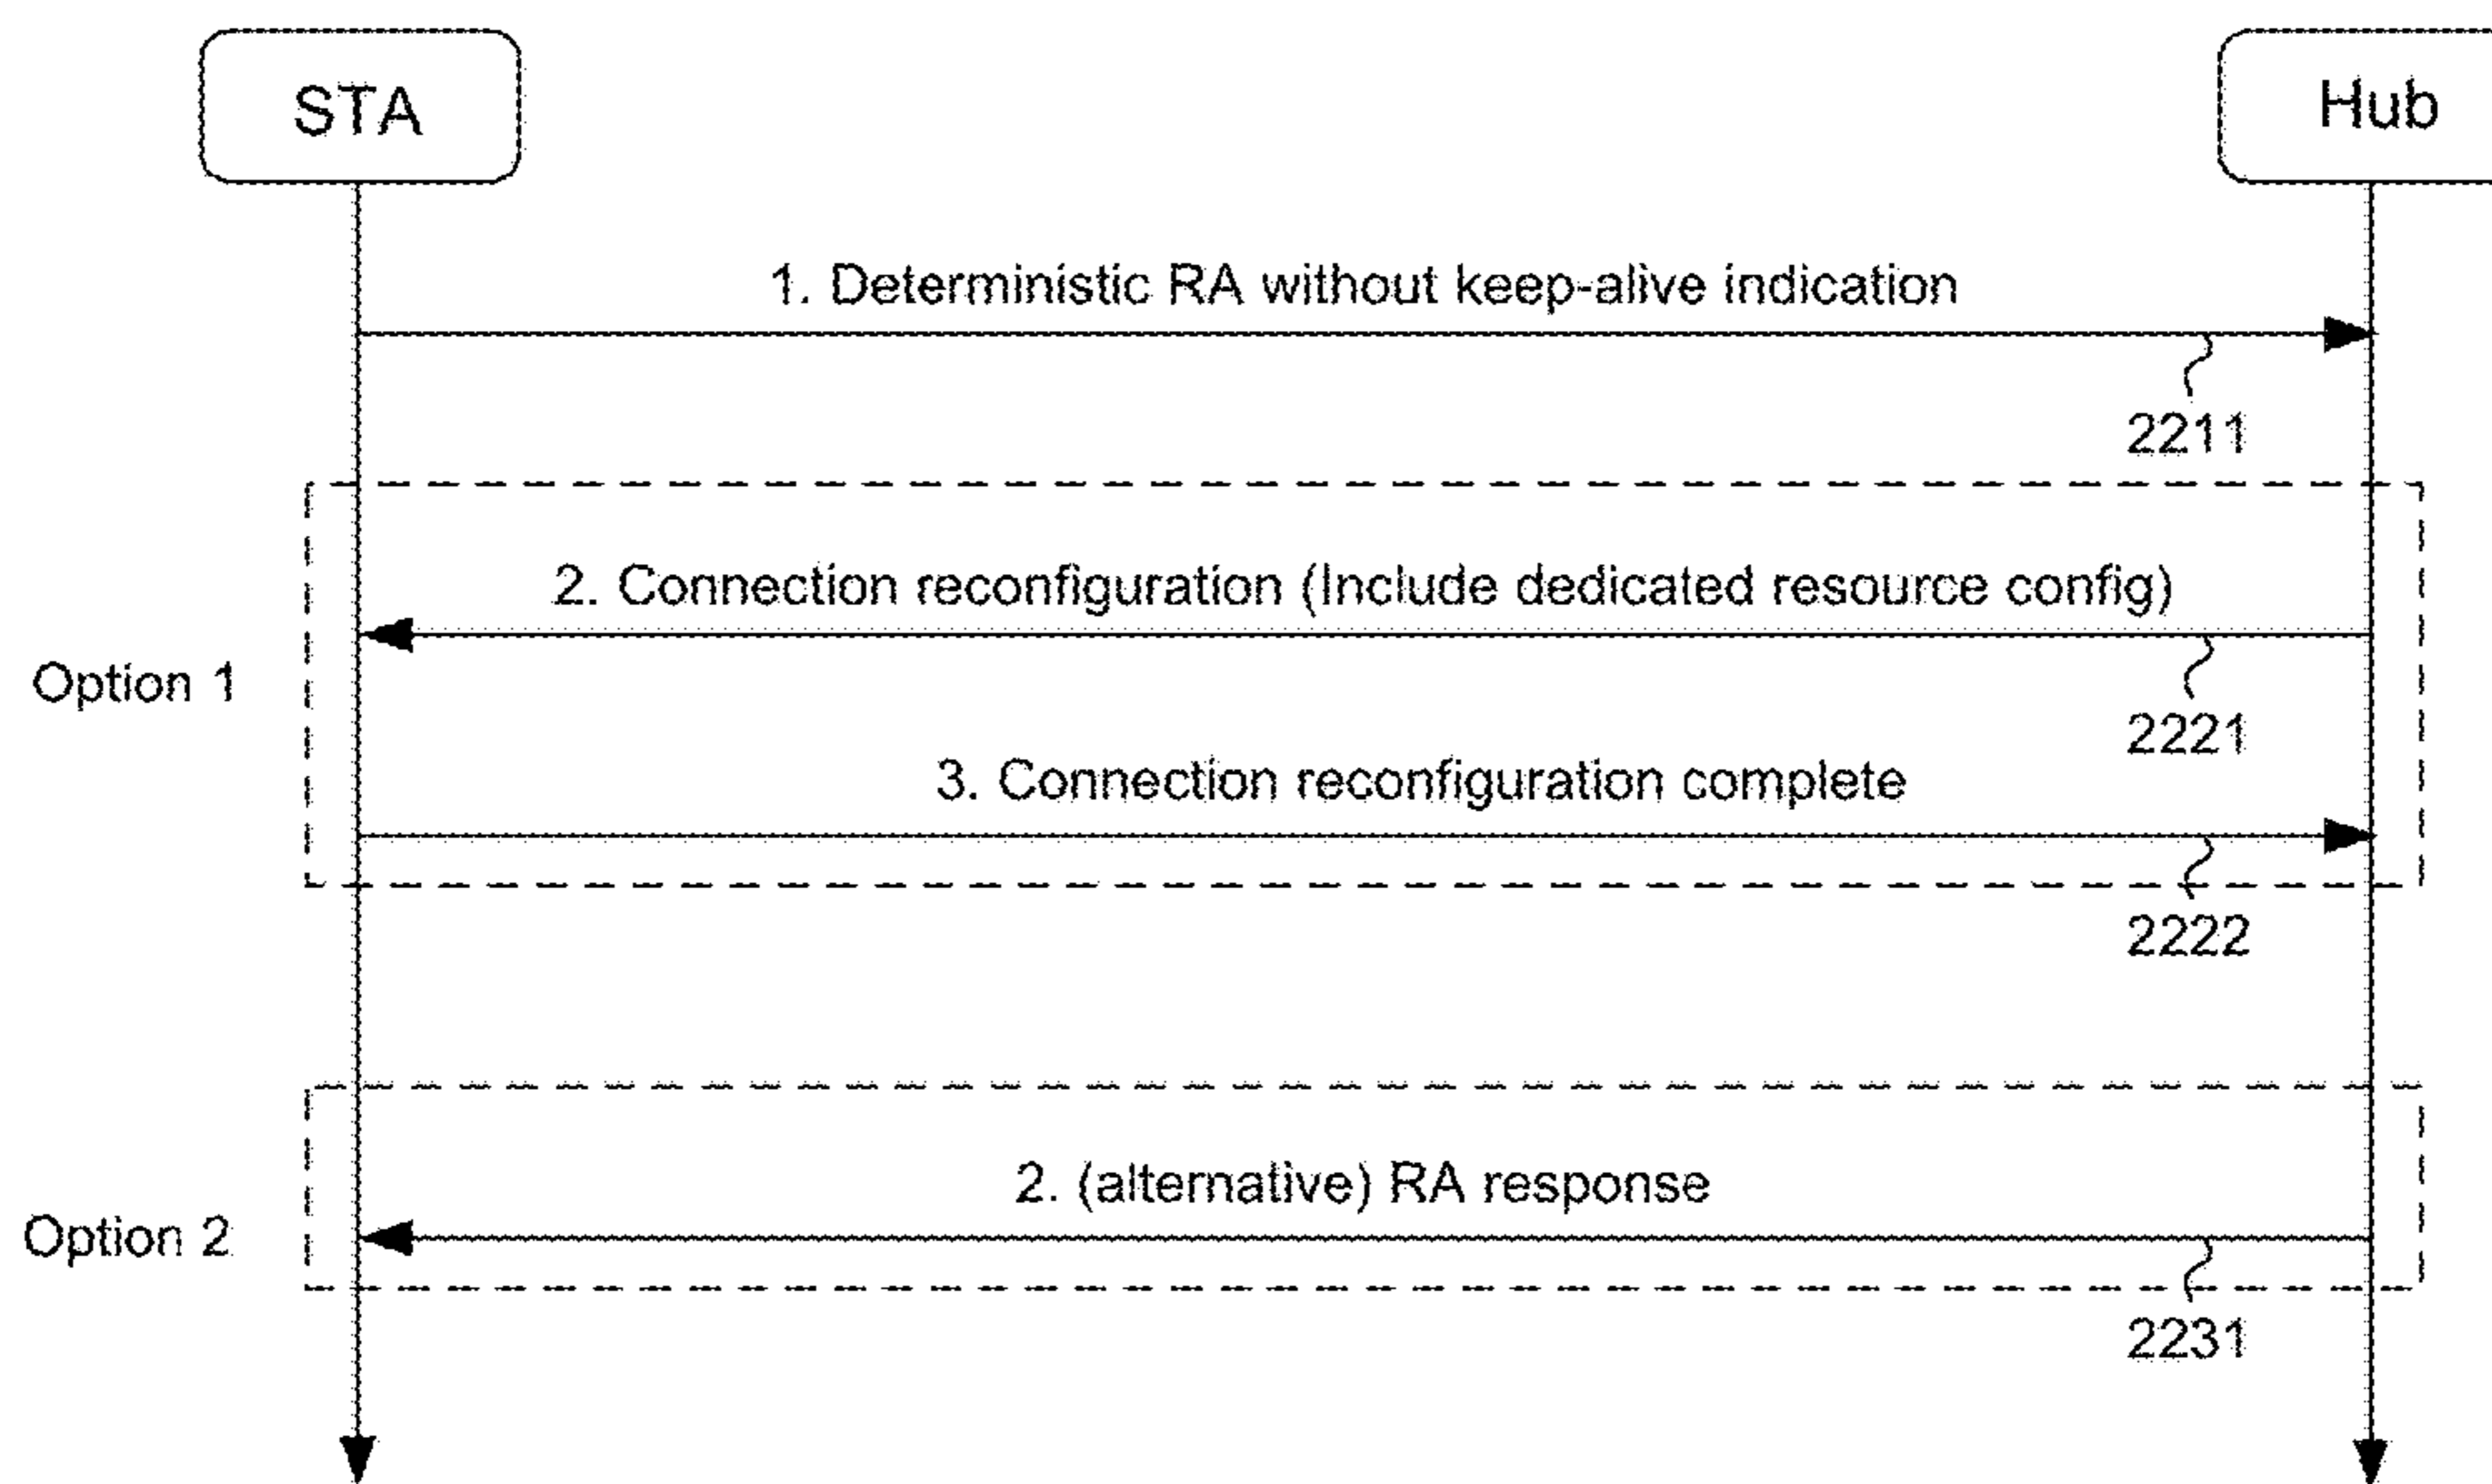 STA
Hub
1. Deterministic RA without keep-alive indication
2211
2. Connection reconfiguration (Include dedicated resource config)
Option 1
2221
3. Connection reconfiguration complete
2222
2. (alternative) RA response
Option 2
2231